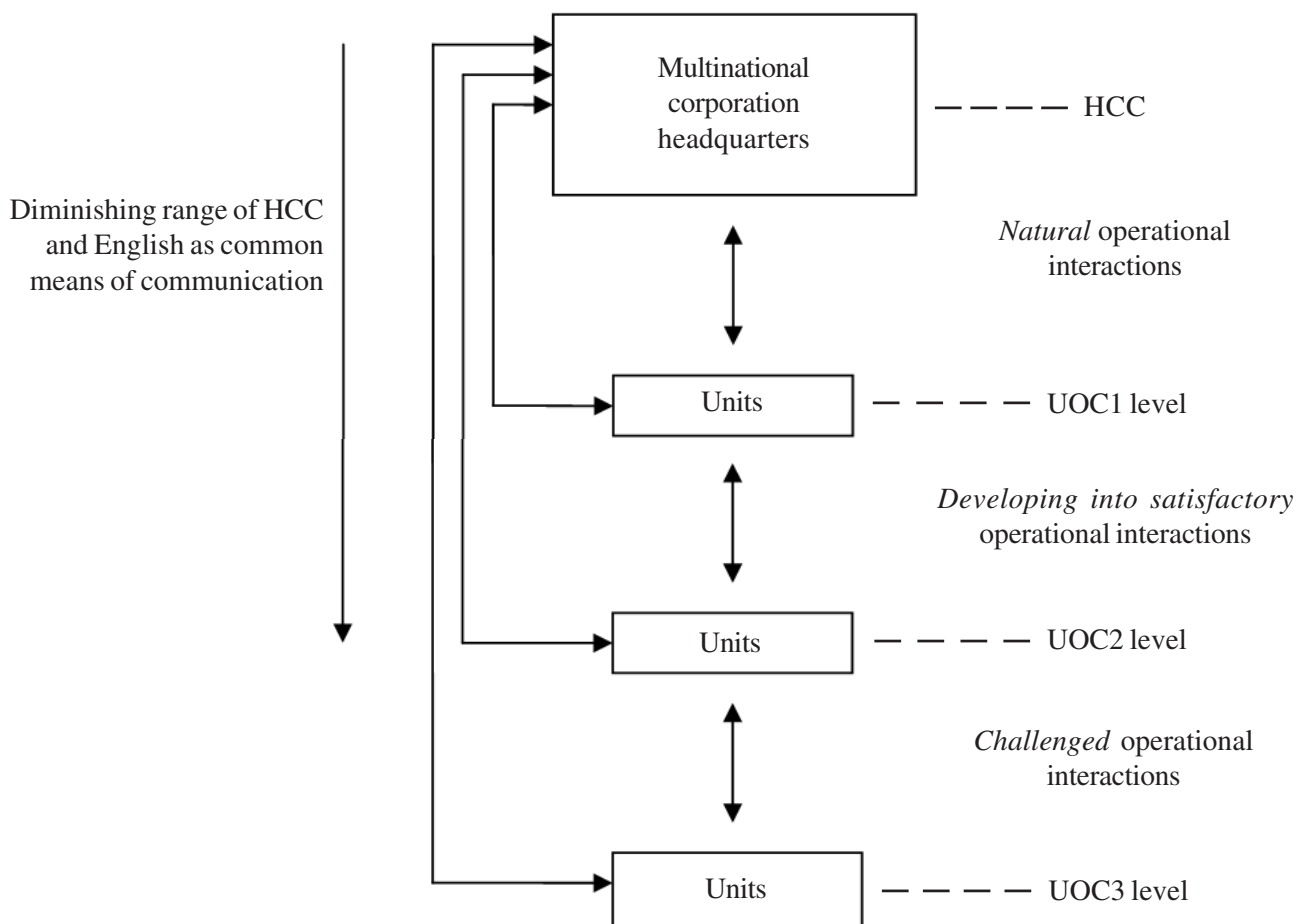 Multinational
corporation
headquarters
HCC
Diminishing range of HCC
and English as common
means of communication
Natural operational
interactions
Units
UOC1 level
Developing into satisfactory
operational interactions
Units
UOC2 level
Challenged operational
interactions
Units
UOC3 level